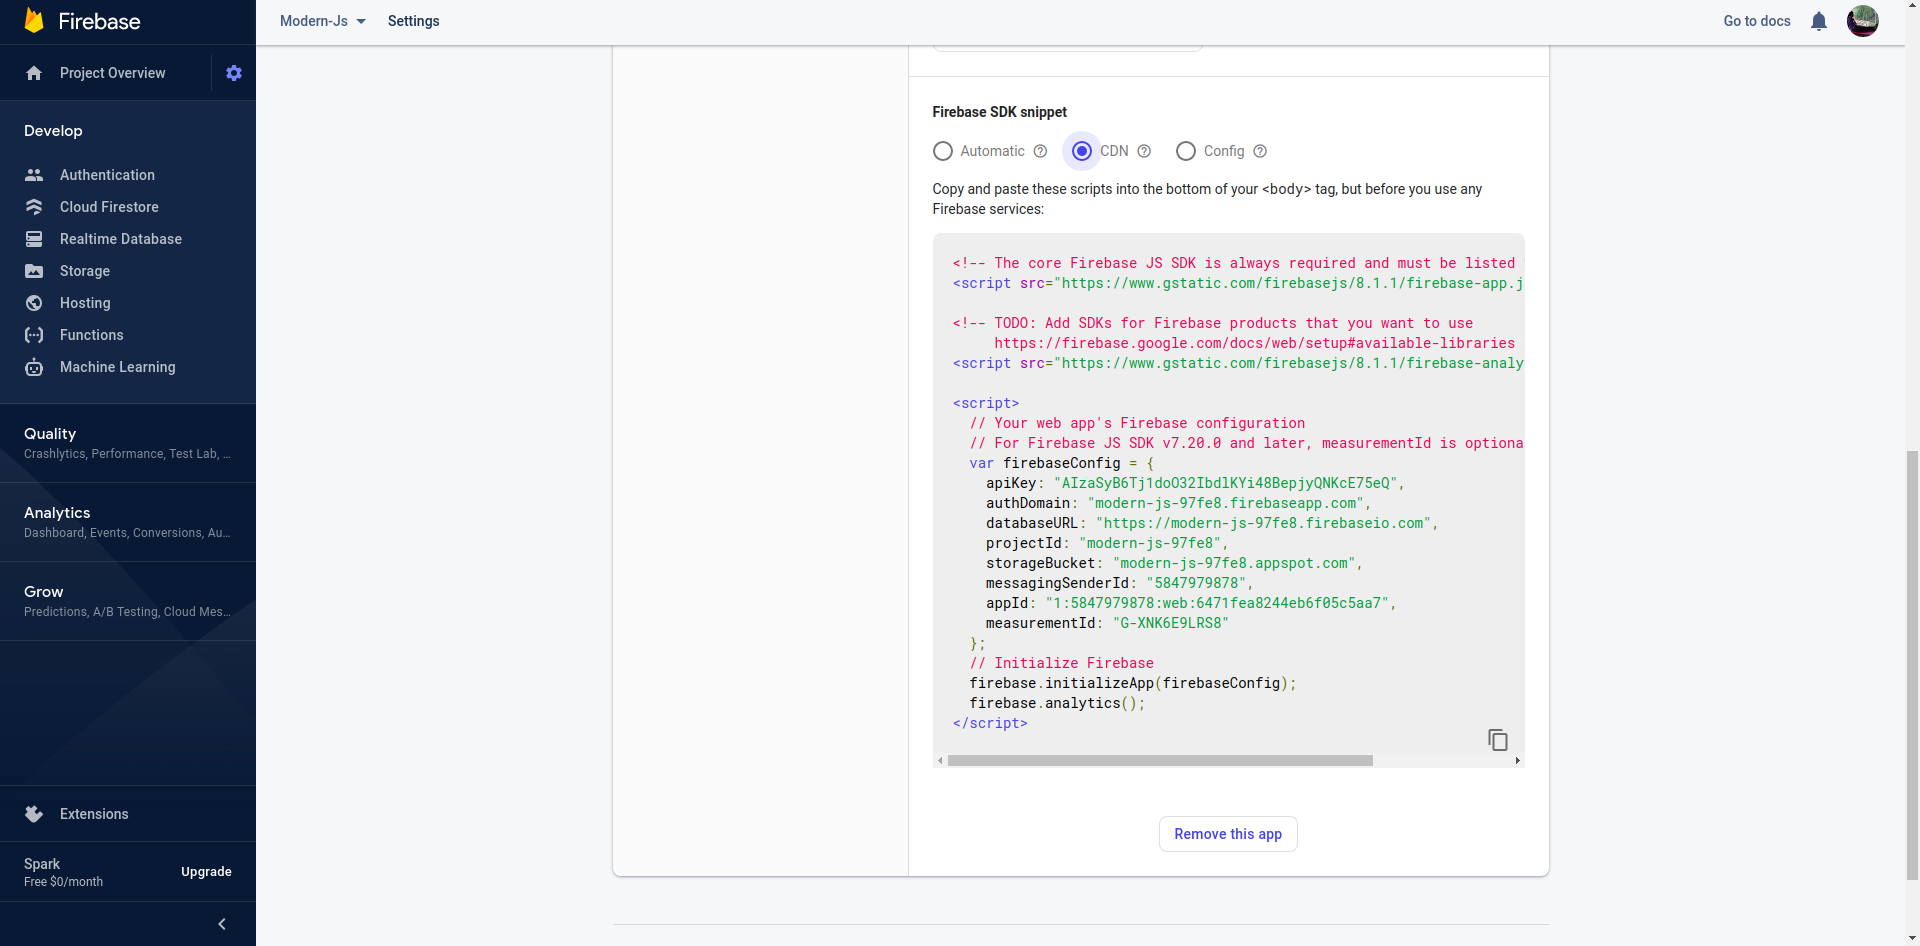 Firebase
Modern-Js
Settings
Go to docs
Project Overview
Develop
Authentication
Cloud Firestore
Realtime Database
Storage
Hosting
Functions
Machine Learning
Quality
Crashlytics, Performance, Test Lab, ...
Analytics
Dashboard, Events, Conversions, Au...
Grow
Predictions, A/B Testing, Cloud Mes...
Extensions
Spark
Free $0/month
Upgrade
Firebase SDK snippet
Automatic
CDN
Config
Copy and paste these scripts into the bottom of your <body> tag, but before you use any
Firebase services:
<!-- The core Firebase JS SDK is always required and must be listed
<script src="https://www.gstatic.com/firebasejs/8.1.1/firebase-app.j
<!-- TODO: Add SDKs for Firebase products that you want to use
https://firebase.google.com/docs/web/setup#available-libraries
<script src="https://www.gstatic.com/firebasejs/8.1.1/firebase-analy
<script>
// Your web app's Firebase configuration
// For Firebase JS SDK v7.20.0 and later, measurementId is optiona
var firebaseConfig = {
apiKey: "AIzaSyB6Tj1doO32IbdlKYi48BepjyQNKcE75eQ",
authDomain: "modern-js-97fe8.firebaseapp.com",
databaseURL: "https://modern-js-97fe8.firebaseio.com",
projectId: "modern-js-97fe8",
storageBucket: "modern-js-97fe8.appspot.com",
messagingSenderId: "5847979878",
appId: "1:5847979878:web:6471fea8244eb6f05c5aa7",
measurementId: "G-XNK6E9LRS8"
};
// Initialize Firebase
firebase.initializeApp(firebaseConfig);
firebase.analytics();
</script>
Remove this app